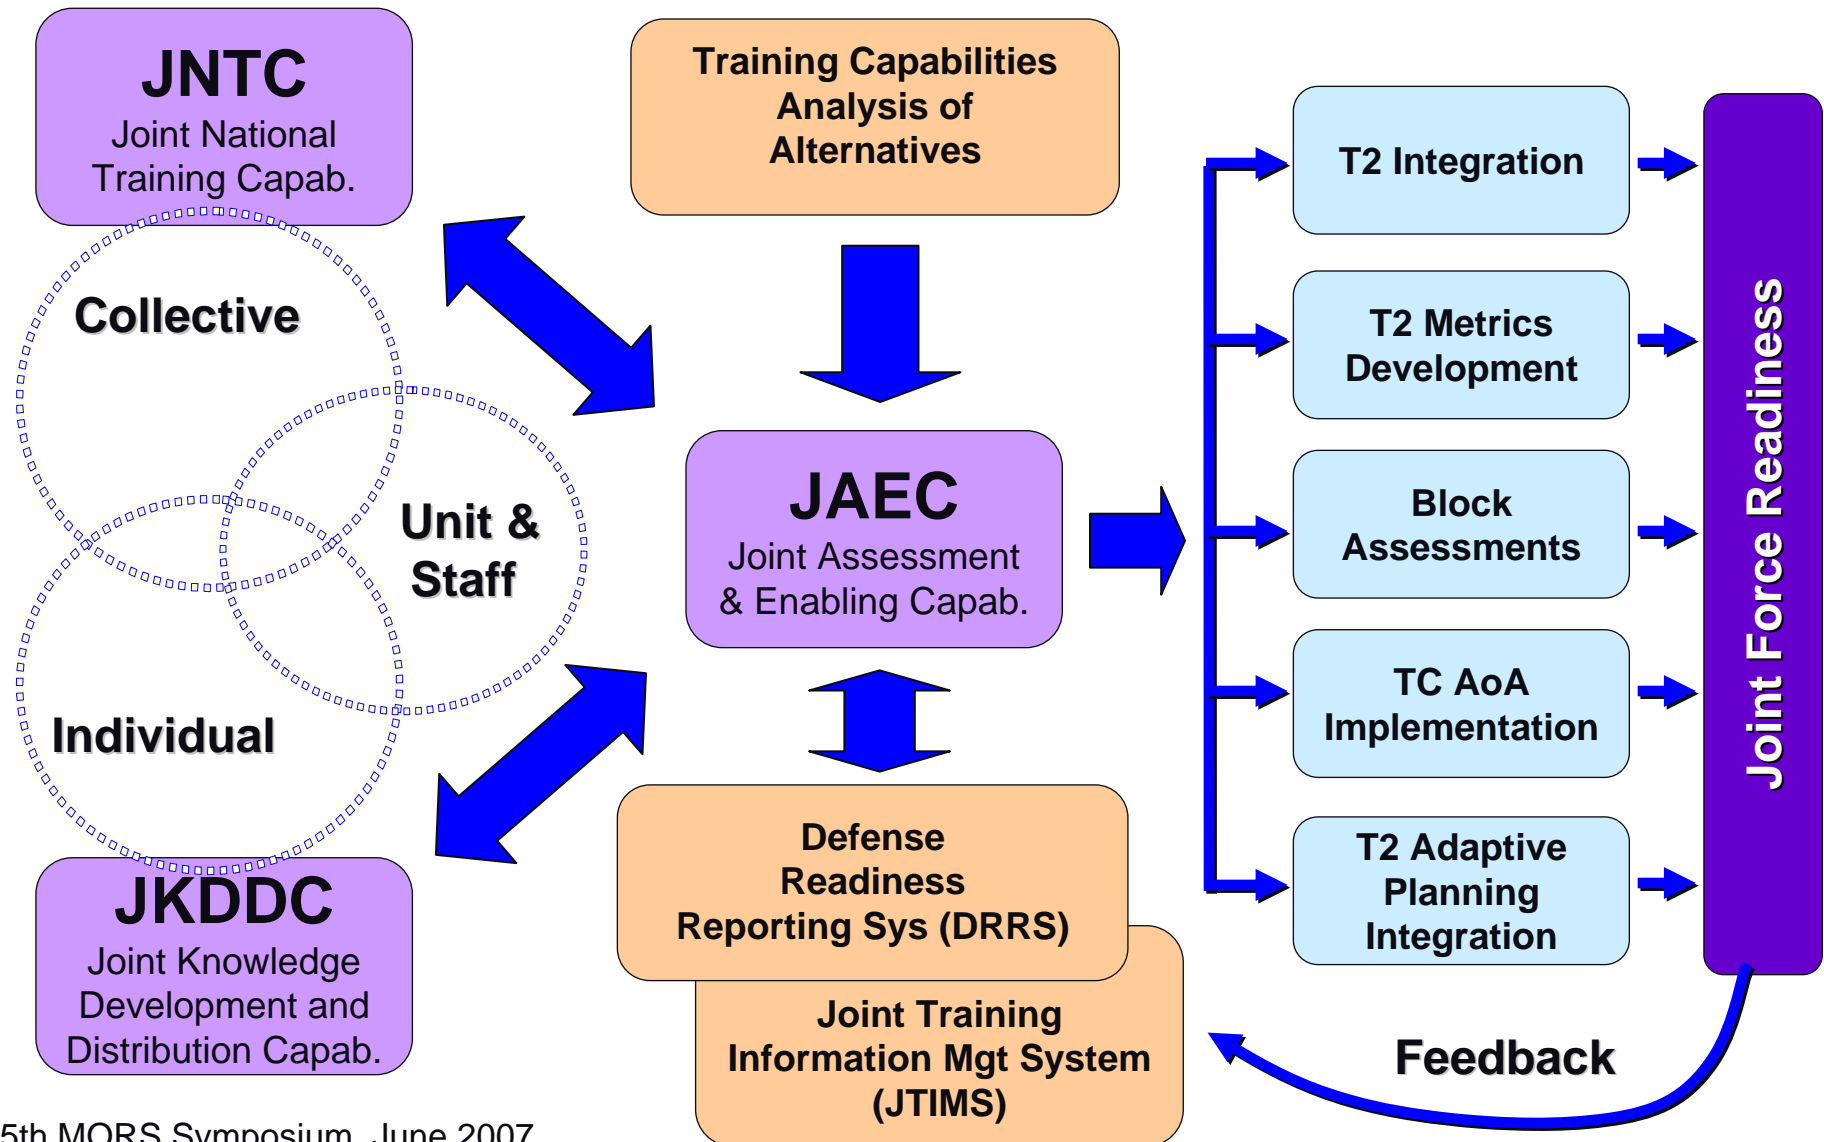 JNTC
Joint National
Training Capab.
Collective
Unit &
Staff
Individual
JKDDC
Joint Knowledge
Development and
Distribution Capab.
Training Capabilities
Analysis of
Alternatives
JAEC
Joint Assessment
& Enabling Capab.
Defense
Readiness
Reporting Sys (DRRS)
Joint Training
Information Mgt System
(JTIMS)
T2 Integration
T2 Metrics
Development
Block
Assessments
TC AoA
Implementation
T2 Adaptive
Planning
Integration
Joint Force Readiness
Feedback
5th MORS Symposium, June 2007